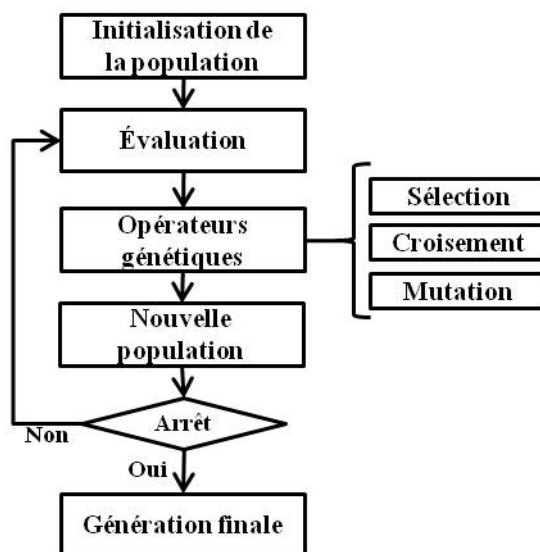 Initialisation de
la population
Évaluation
Opérateurs
génétiques
Sélection
Croisement
Mutation
Nouvelle
population
Arrêt
Non
Oui
Génération finale